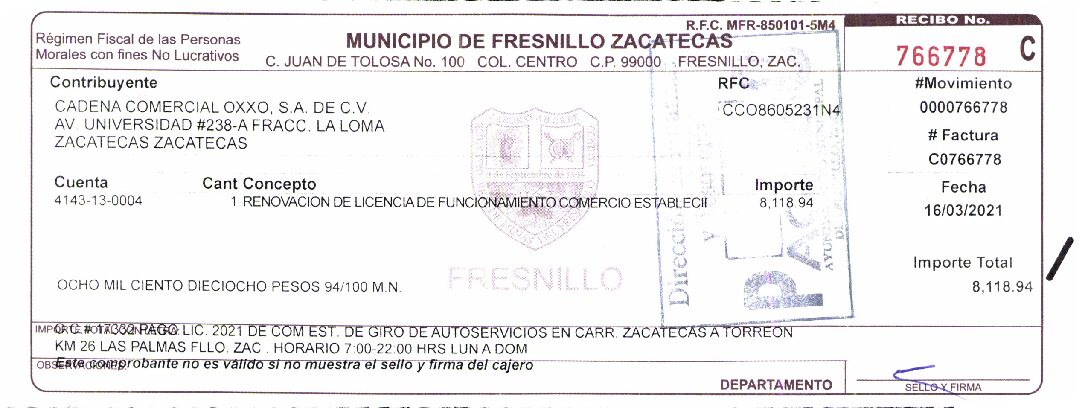 Régimen Fiscal de las Personas
Morales con fines No Lucrativos
R.F.C. MFR-850101-5M4
MUNICIPIO DE FRESNILLO ZACATECAS
C. JUAN DE TOLOSA No. 100 COL. CENTRO C.P. 99000 FRESNILLO, ZAC.
RECIBO No.
766778 C
Contribuyente
RFC
#Movimiento
CADENA COMERCIAL OXXO, S.A. DE C.V.
CCO8605231N4
0000766778
AV. UNIVERSIDAD #238-A FRACC. LA LOMA
ZACATECAS ZACATECAS
# Factura
C0766778
Cuenta Cant Concepto Importe
Fecha
4143-13-0004 1 RENOVACION DE LICENCIA DE FUNCIONAMIENTO COMERCIO ESTABLECII 8,118.94
16/03/2021
FRESNILLO
Importe Total
8,118.94
OCHO MIL CIENTO DIECIOCHO PESOS 94/100 M.N.
O.C. # 17332 PAGO LIC. 2021 DE COM EST. DE GIRO DE AUTOSERVICIOS EN CARR. ZACATECAS A TORREON
KM 26 LAS PALMAS FLLO, ZAC . HORARIO 7:00-22:00 HRS LUN A DOM
OBSERVACIONES:
Este comprobante no es válido si no muestra el sello y firma del cajero
DEPARTAMENTO
SELLO Y FIRMA